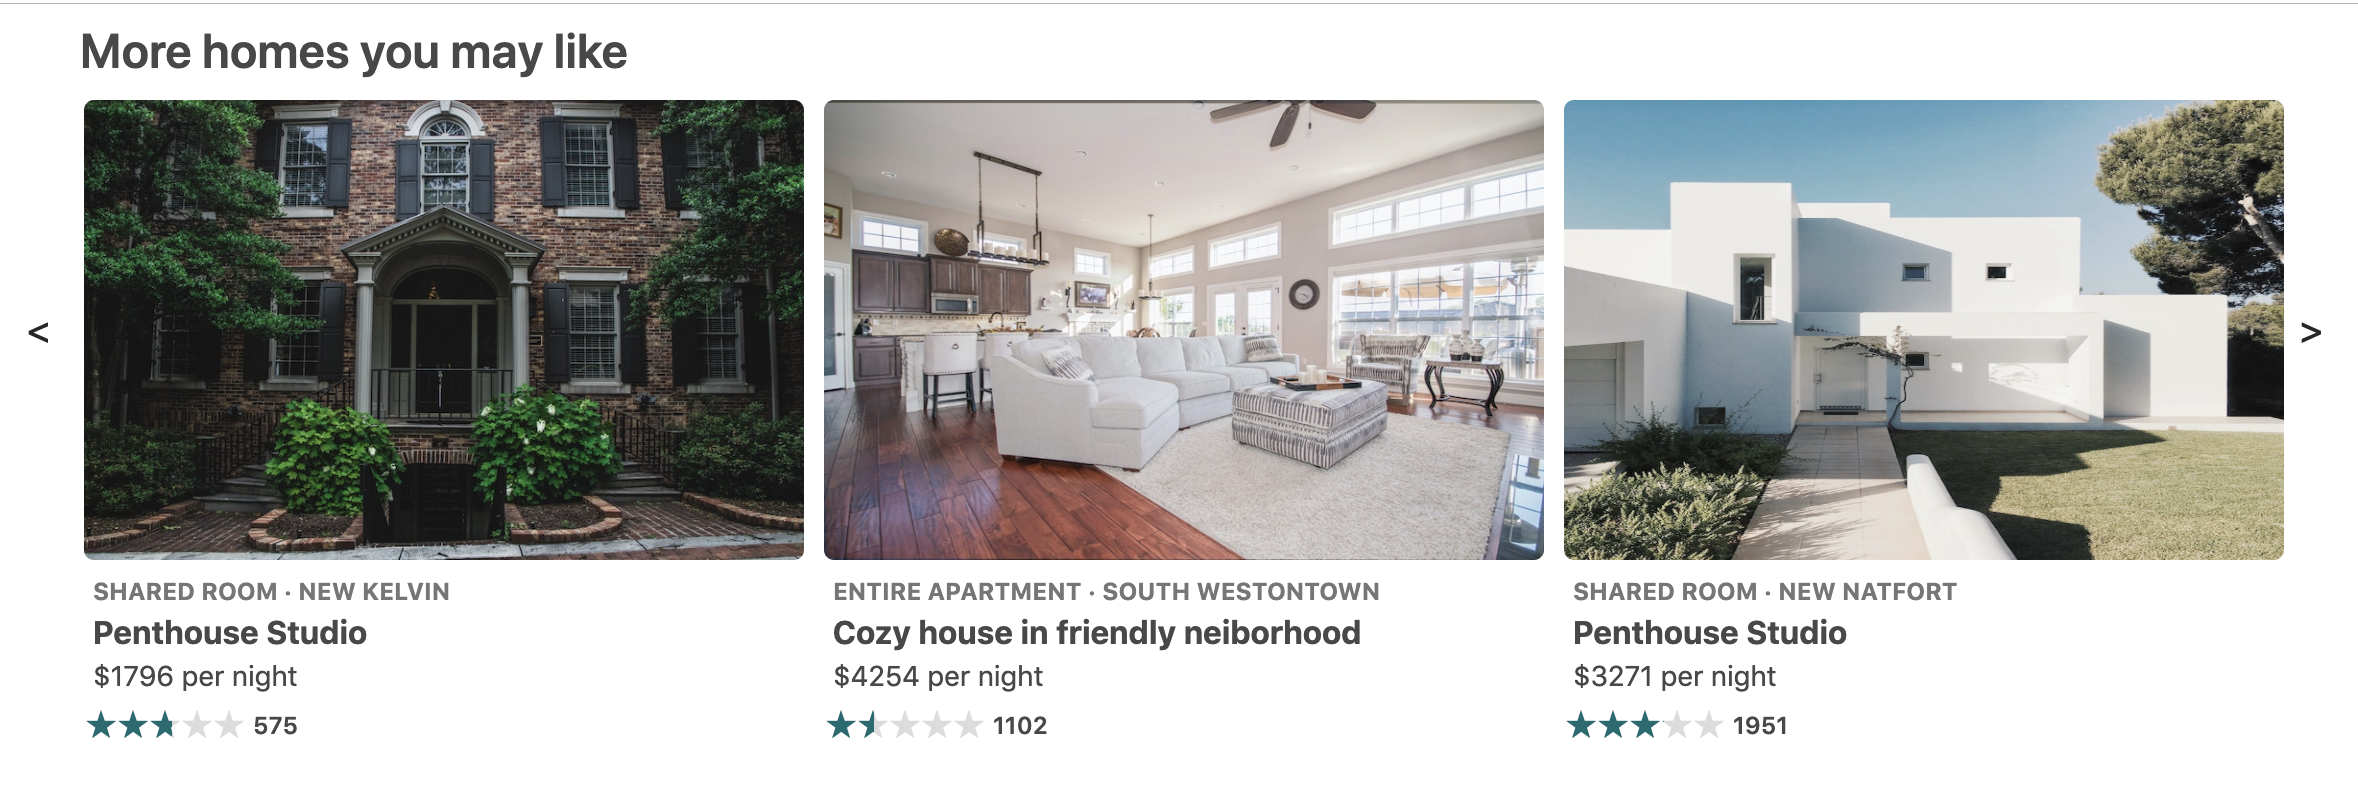 More homes you may like
<
>
SHARED ROOM · NEW KELVIN
Penthouse Studio
$1796 per night
575
ENTIRE APARTMENT · SOUTH WESTONTOWN
Cozy house in friendly neiborhood
$4254 per night
1102
SHARED ROOM · NEW NATFORT
Penthouse Studio
$3271 per night
1951